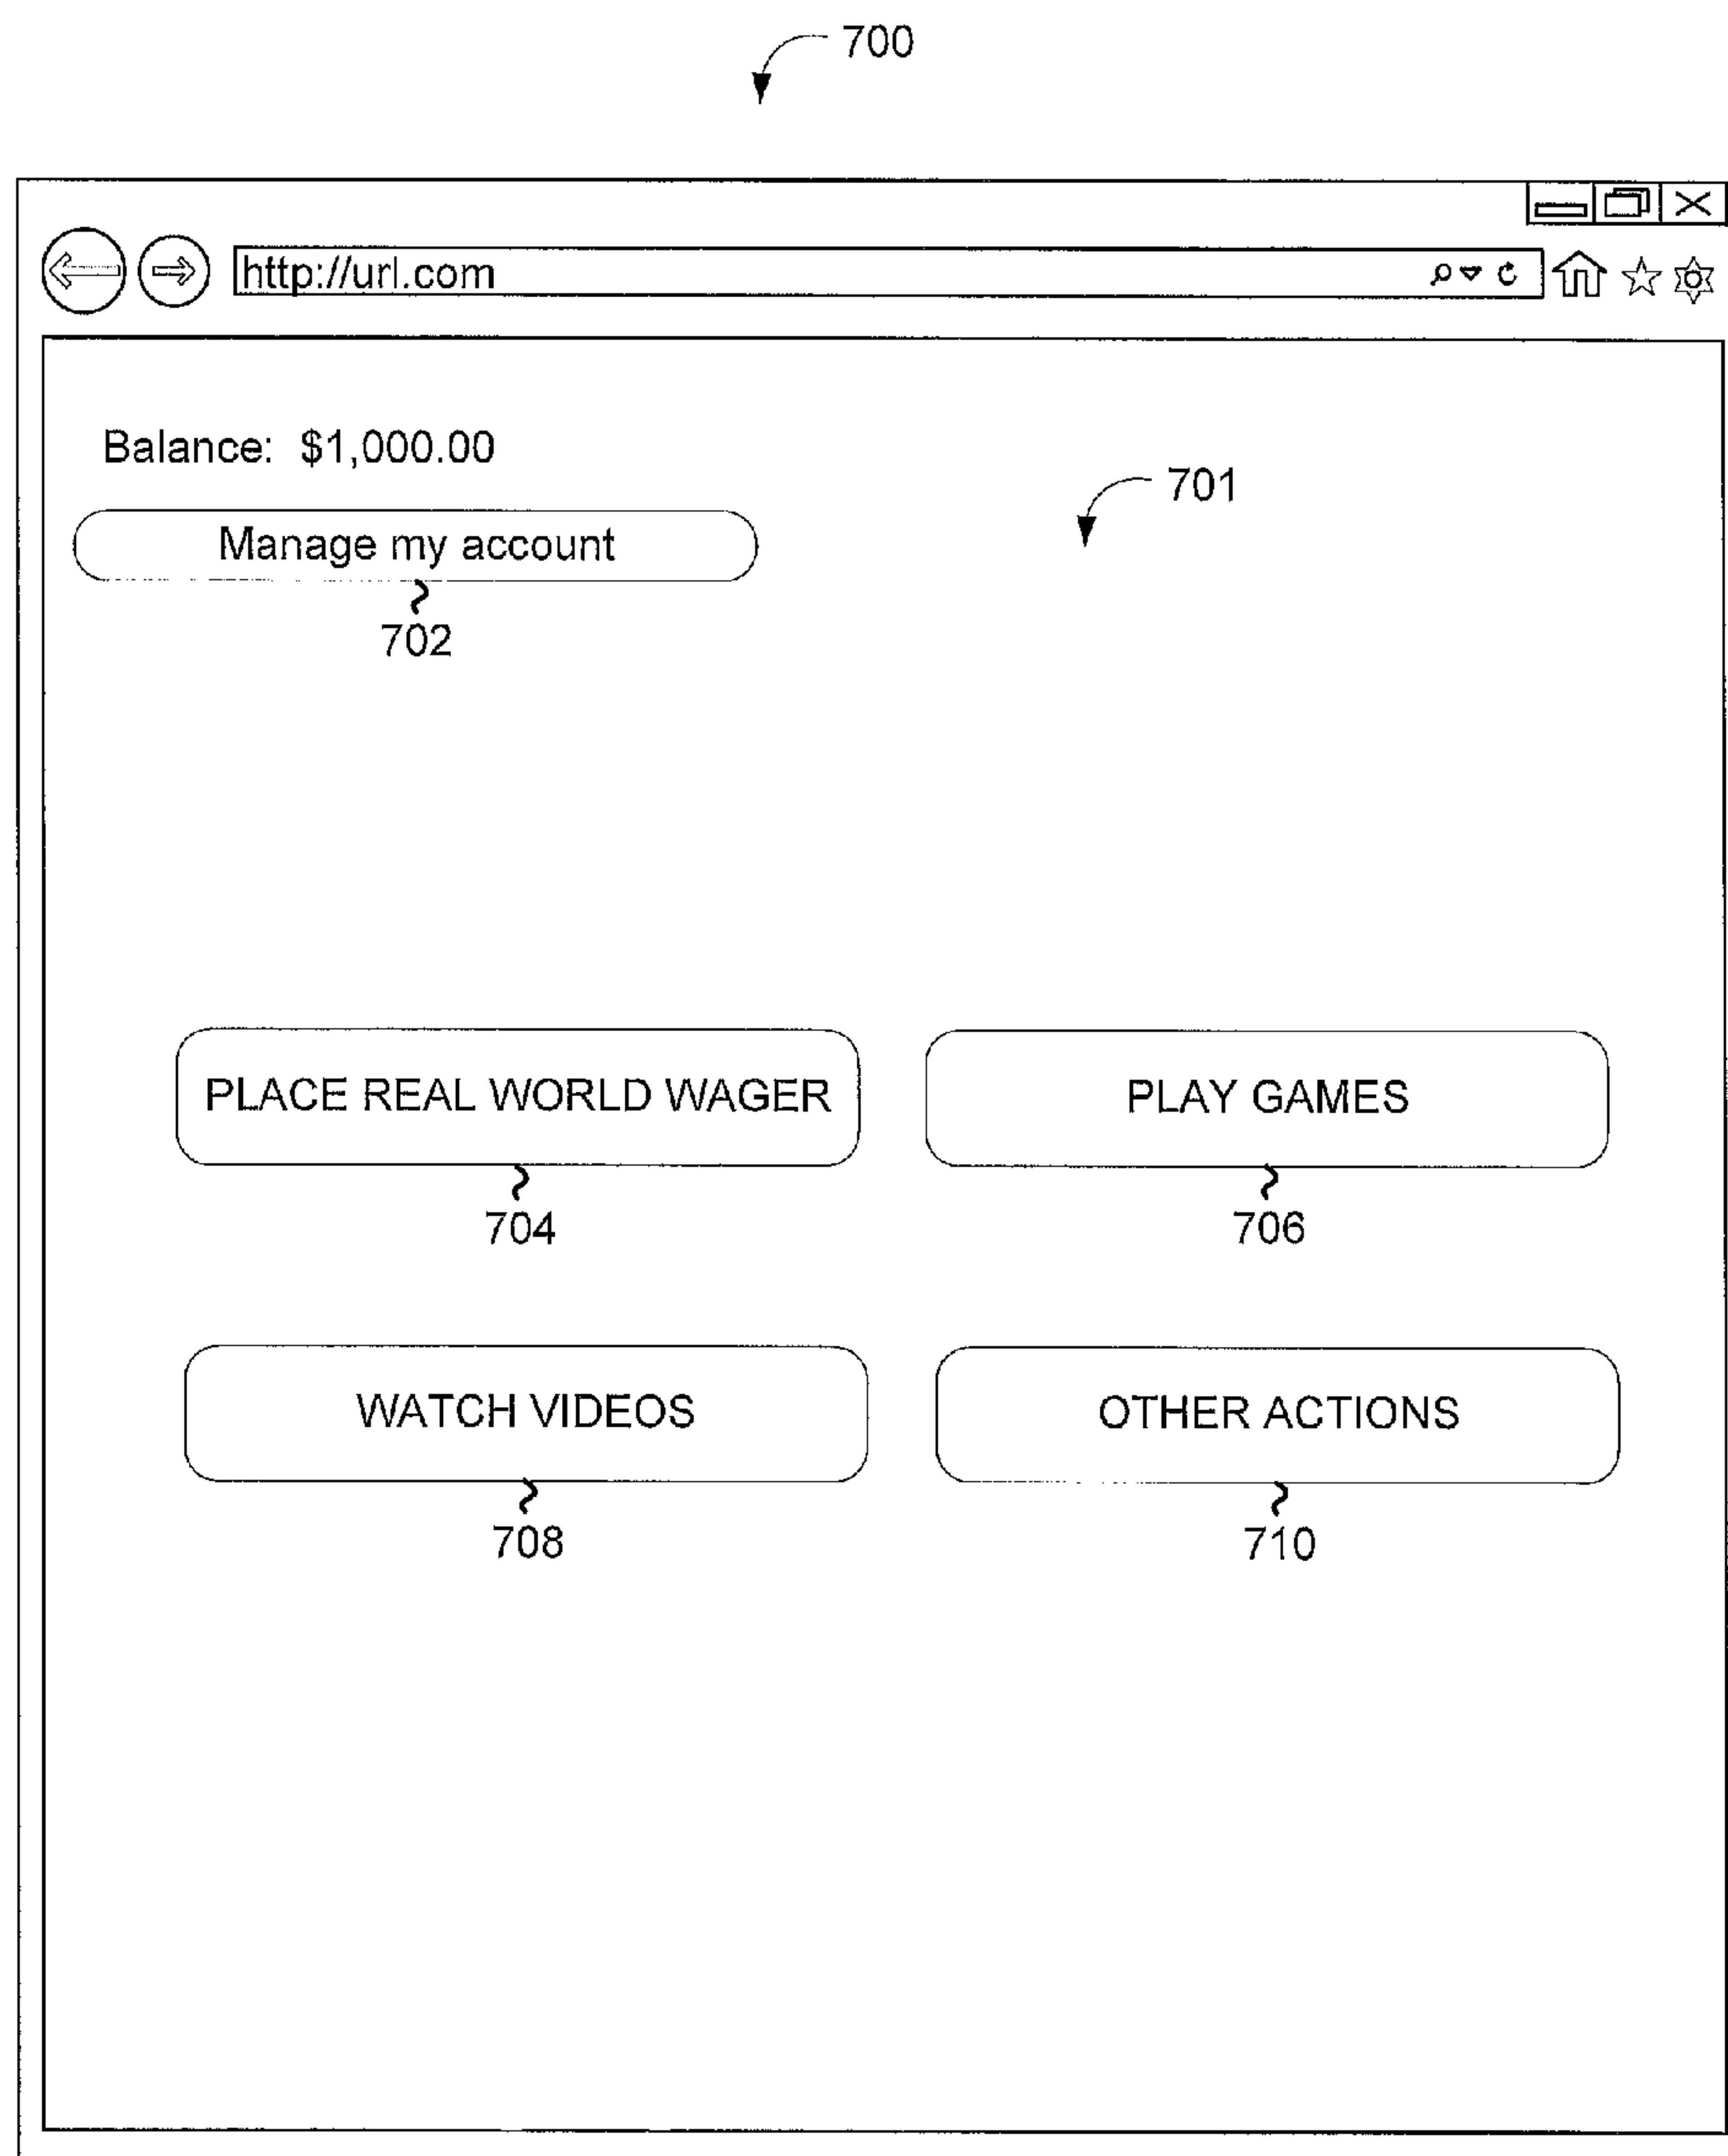 700
http://url.com
Balance: $1,000.00
701
Manage my account
702
PLACE REAL WORLD WAGER
PLAY GAMES
704
706
WATCH VIDEOS
OTHER ACTIONS
708
710